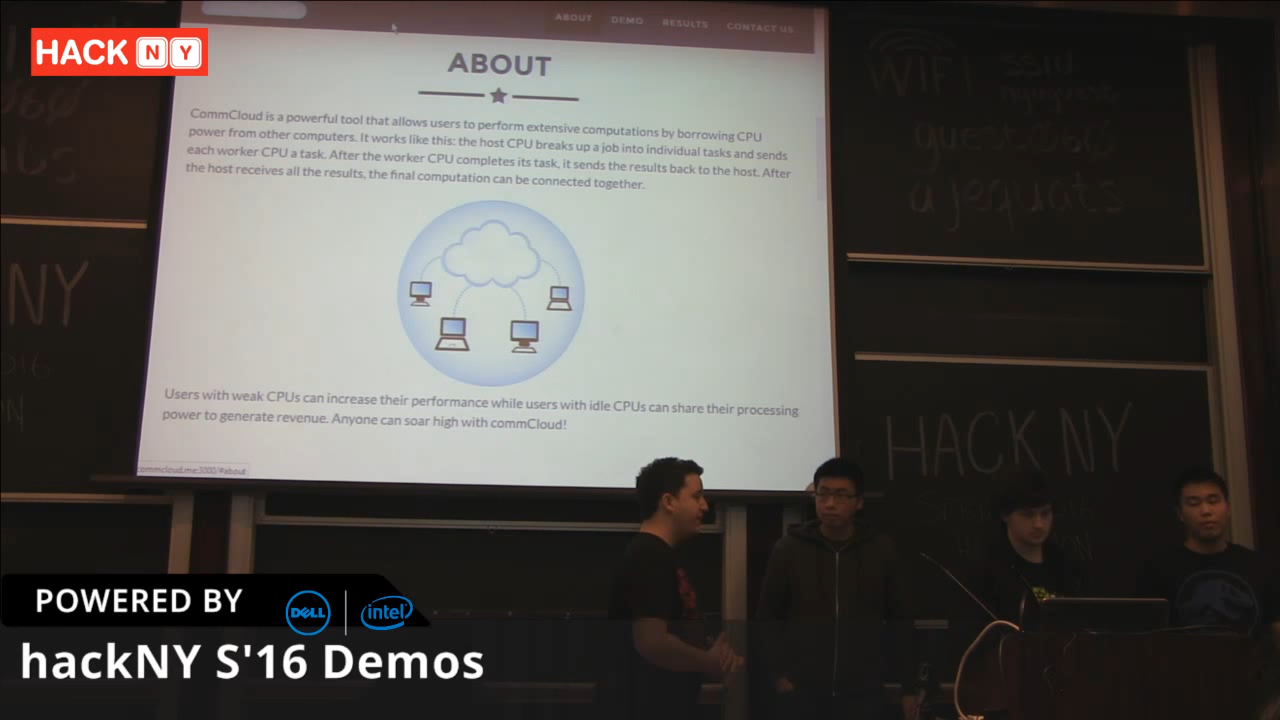 HACK NY
ABOUT DEMO RESULTS CONTACT US
ABOUT
CommCloud is a powerful tool that allows users to perform extensive computations by borrowing CPU
power from other computers. It works like this: the host CPU breaks up a job into individual tasks and sends
each worker CPU a task. After the worker CPU completes its task, it sends the results back to the host. After
the host receives all the results, the final computation can be connected together.
Users with weak CPUs can increase their performance while users with idle CPUs can share their processing
power to generate revenue. Anyone can soar high with commCloud!
commcloud.me:3000/#about
NY
WIFI
HACK NY
POWERED BY
DELL
intel
hackNY S'16 Demos